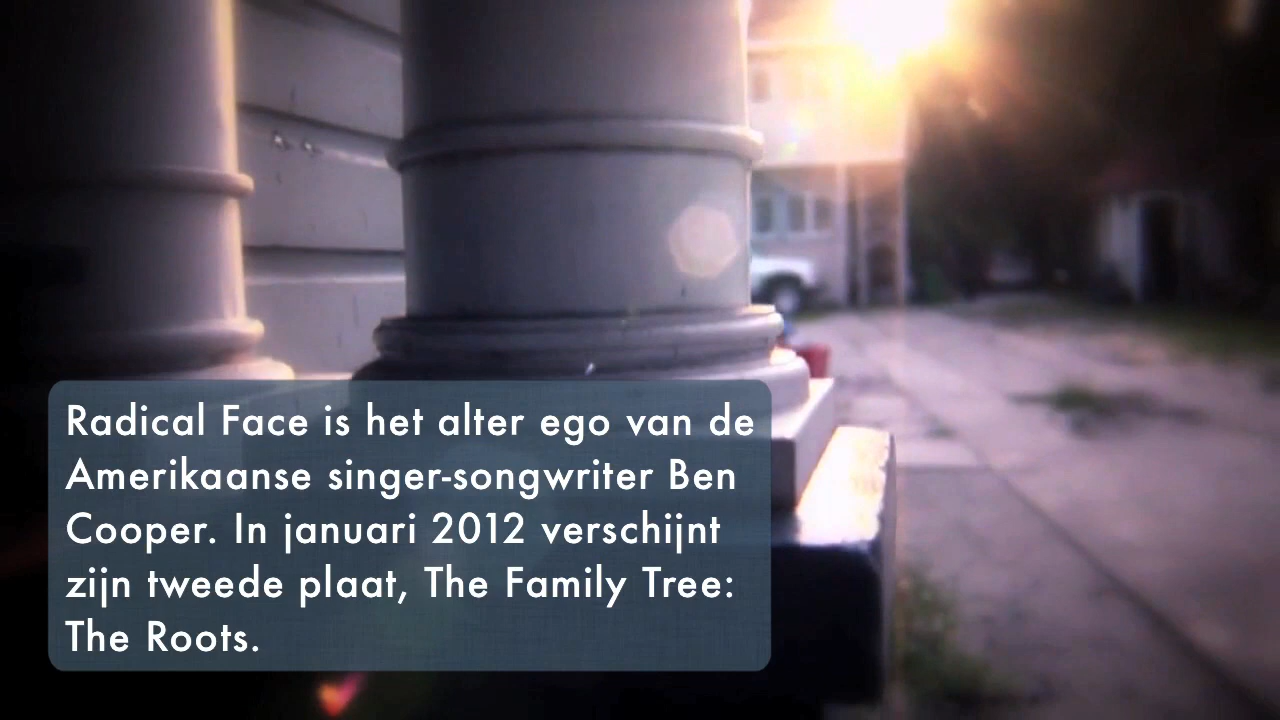 Radical Face is het alter ego van de
Amerikaanse singer-songwriter Ben
Cooper. In januari 2012 verschijnt
zijn tweede plaat, The Family Tree:
The Roots.